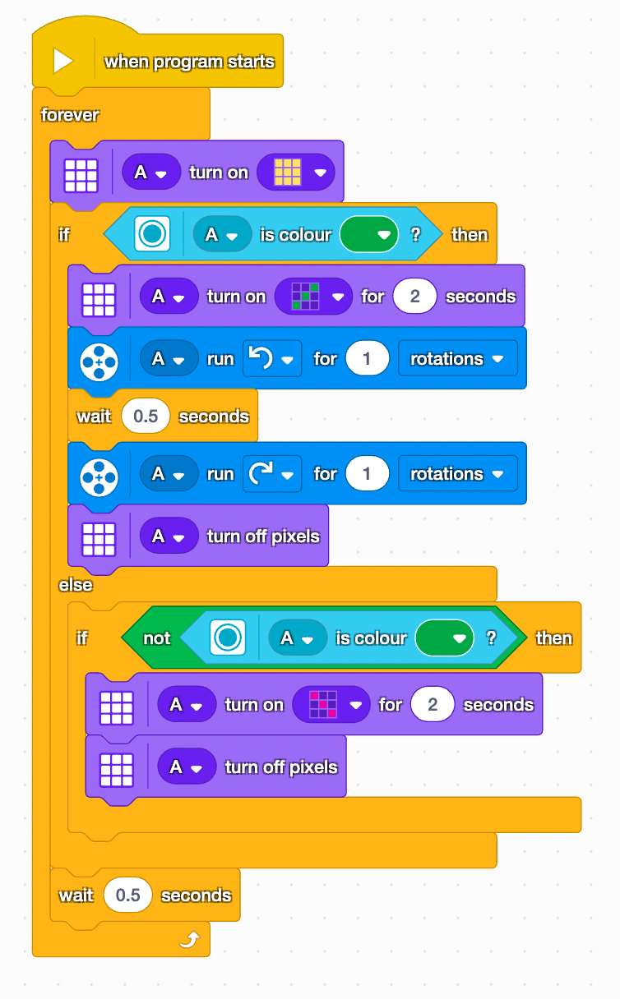 when program starts
forever
A turn on
if A is colour ? then
A turn on for 2 seconds
A run for 1 rotations
wait 0.5 seconds
A run for 1 rotations
A turn off pixels
else
if not A is colour ? then
A turn on for 2 seconds
A turn off pixels
wait 0.5 seconds